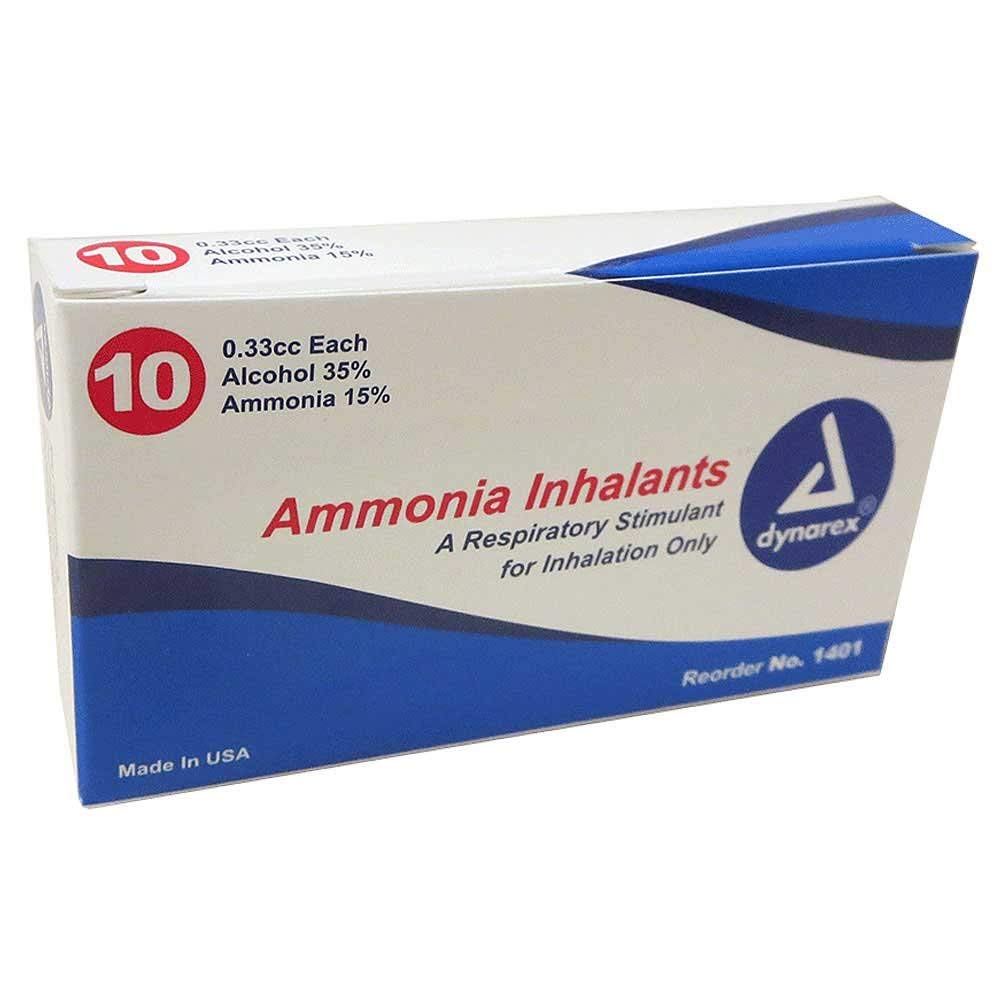 10
0.33cc Each
Alcohol 35%
Ammonia 15%
10
0.33cc Each
Alcohol 35%
Ammonia 15%
Ammonia Inhalants
A Respiratory Stimulant
for Inhalation Only
dynarex®
Reorder No. 1401
Made In USA